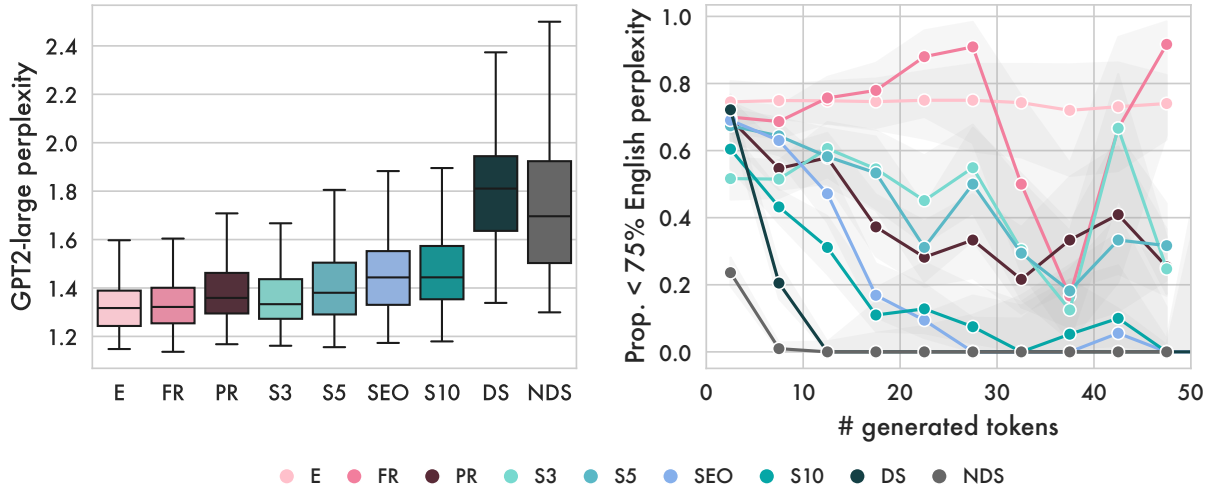 GPT2-large perplexity
2.4
2.2
2.0
1.8
1.6
1.4
1.2
E FR PR S3 S5 SEO S10 DS NDS
Prop. < 75% English perplexity
1.0
0.8
0.6
0.4
0.2
0.0
0 10 20 30 40 50
# generated tokens
E FR PR S3 S5 SEO S10 DS NDS